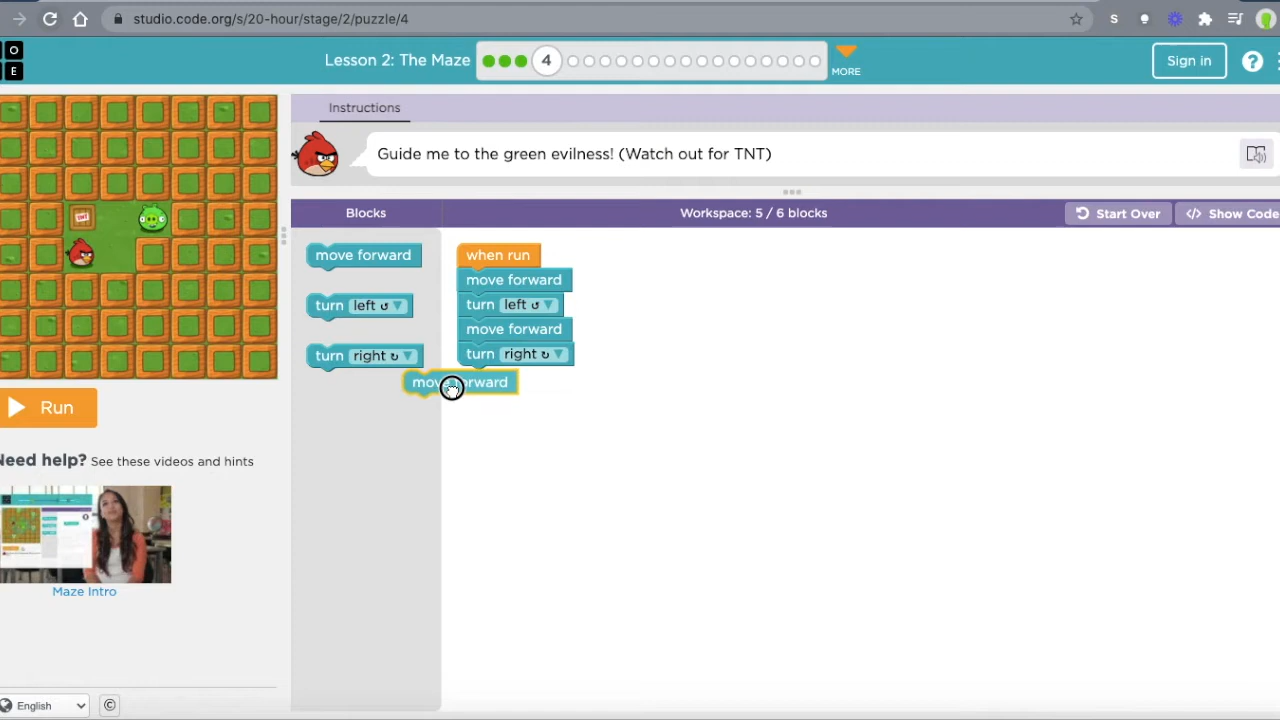 studio.code.org/s/20-hour/stage/2/puzzle/4
S
O
E
Lesson 2: The Maze
4
MORE
Sign in
?
Instructions
Guide me to the green evilness! (Watch out for TNT)
Blocks
Workspace: 5 / 6 blocks
Start Over
</> Show Code
move forward
turn left ↺
turn right ↻
when run
move forward
turn left ↺
move forward
turn right ↻
TNT
Run
Need help? See these videos and hints
Maze Intro
English
©